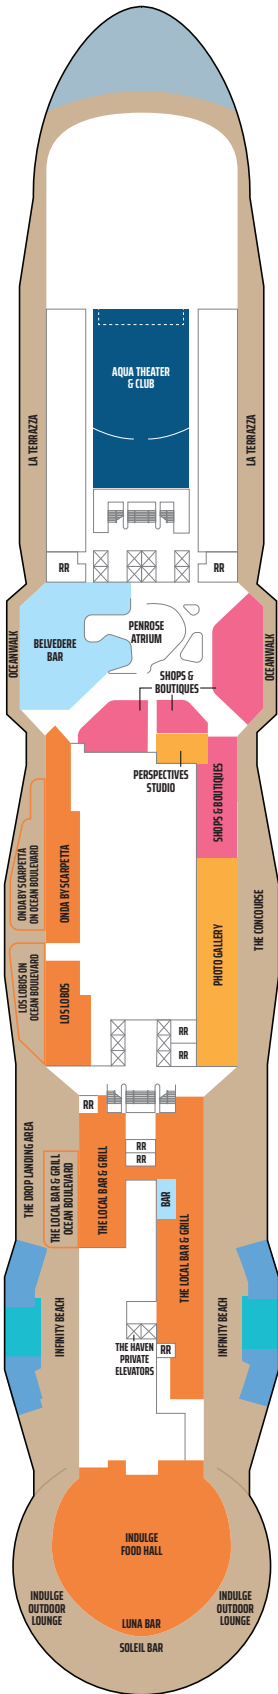 AQUA THEATER
& CLUB
LA TERRAZZA
LA TERRAZZA
RR
RR
OCEANWALK
BELVEDERE
BAR
PENROSE
ATRIUM
OCEANWALK
SHOPS &
BOUTIQUES
PERSPECTIVES
STUDIO
SHOPS & BOUTIQUES
ONDA BY SCARPETTA
ON OCEAN BOULEVARD
ONDA BY SCARPETTA
THE CONCOURSE
PHOTO GALLERY
LOS LOBOS ON
OCEAN BOULEVARD
LOS LOBOS
RR
RR
RR
THE DROP LANDING AREA
THE LOCAL BAR & GRILL
OCEAN BOULEVARD
THE LOCAL BAR & GRILL
RR
RR
BAR
THE LOCAL BAR & GRILL
INFINITY BEACH
INFINITY BEACH
THE HAVEN
PRIVATE
ELEVATORS
RR
INDULGE
FOOD HALL
INDULGE
OUTDOOR
LOUNGE
INDULGE
OUTDOOR
LOUNGE
LUNA BAR
SOLEIL BAR